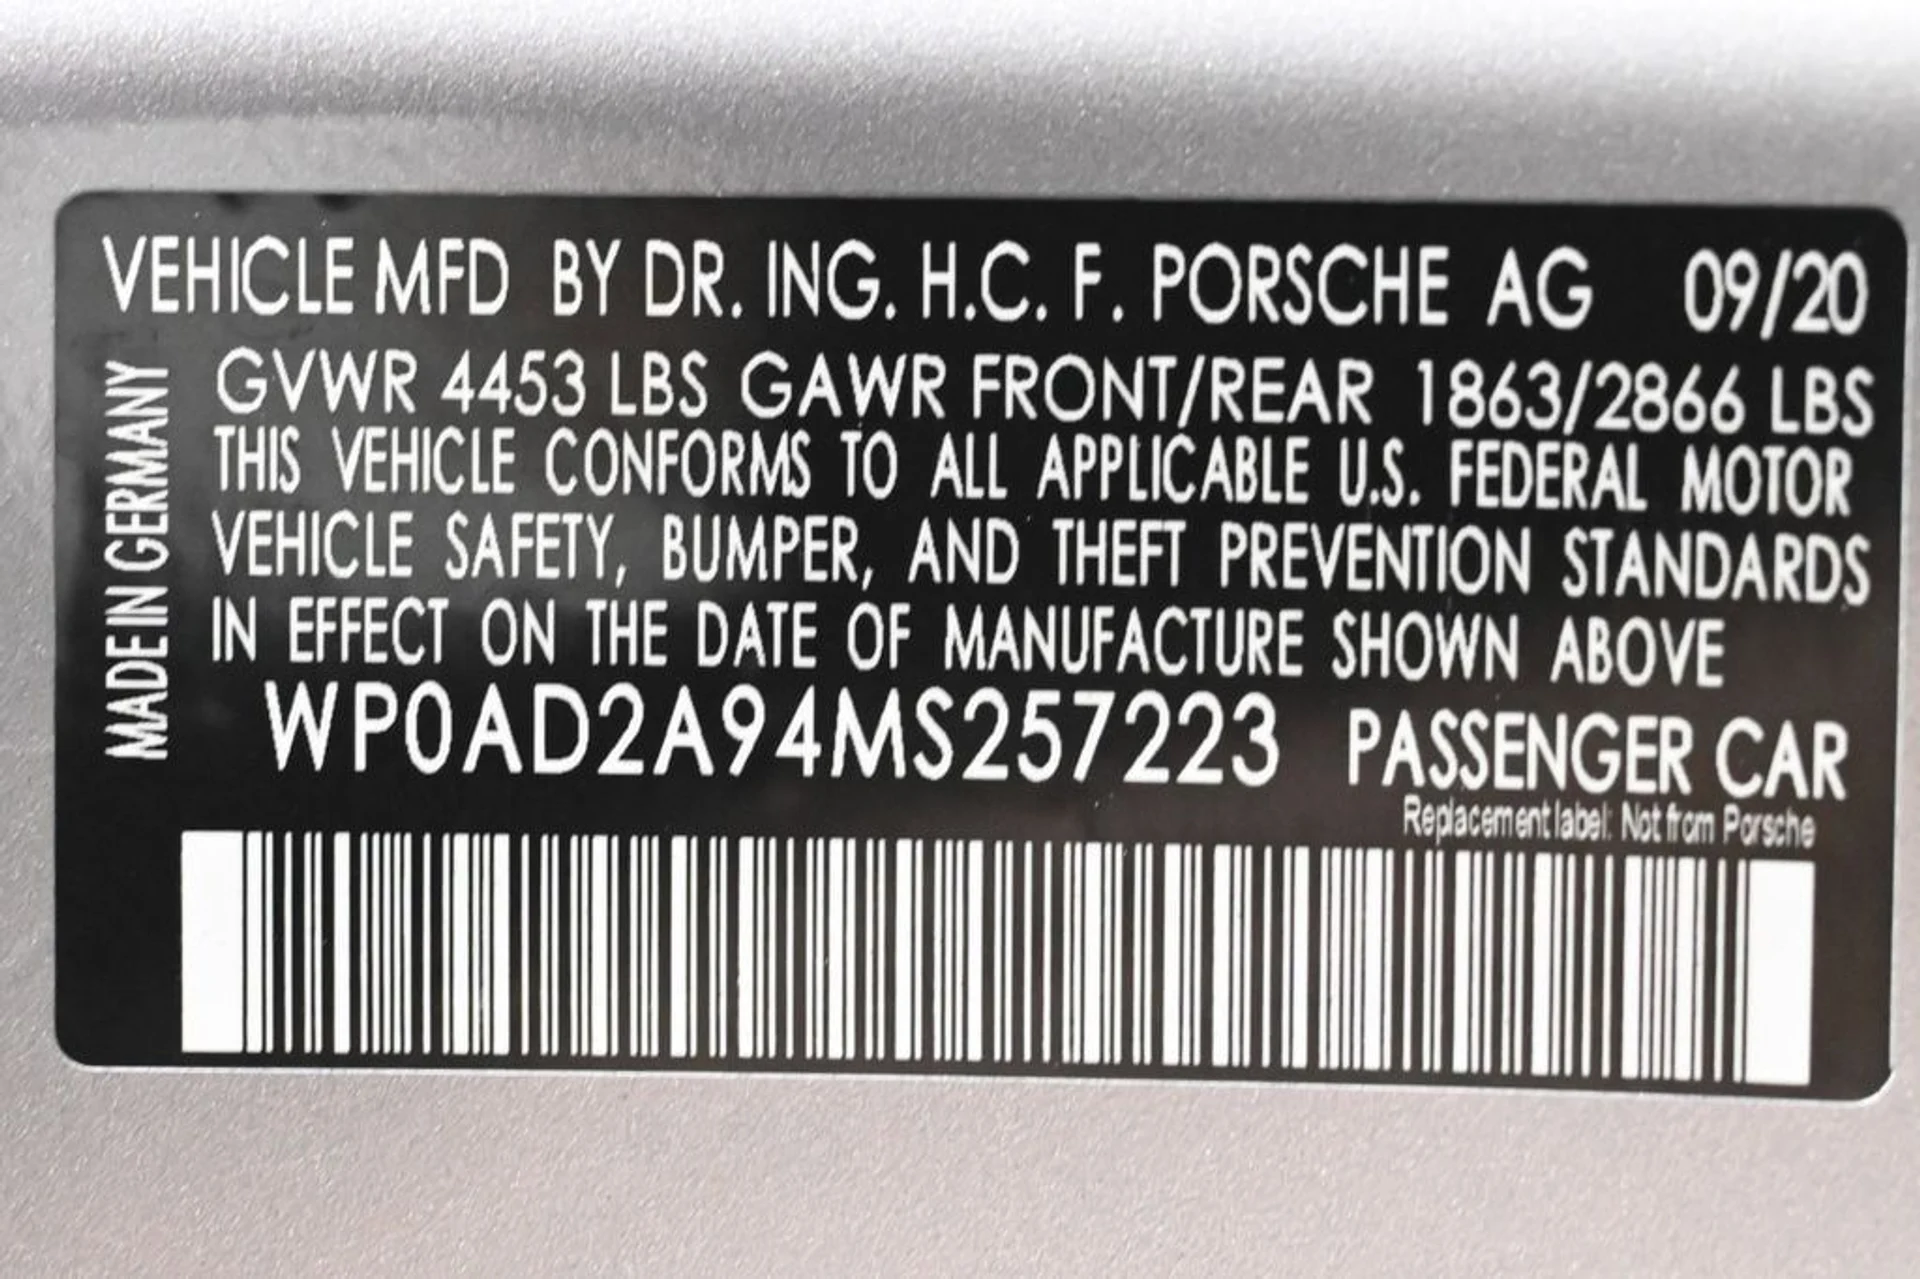 VEHICLE MFD BY DR. ING. H.C. F. PORSCHE AG 09/20
MADE IN GERMANY
GVWR 4453 LBS GAWR FRONT/REAR 1863/2866 LBS
THIS VEHICLE CONFORMS TO ALL APPLICABLE U.S. FEDERAL MOTOR
VEHICLE SAFETY, BUMPER, AND THEFT PREVENTION STANDARDS
IN EFFECT ON THE DATE OF MANUFACTURE SHOWN ABOVE
WP0AD2A94MS257223 PASSENGER CAR
Replacement label: Not from Porsche